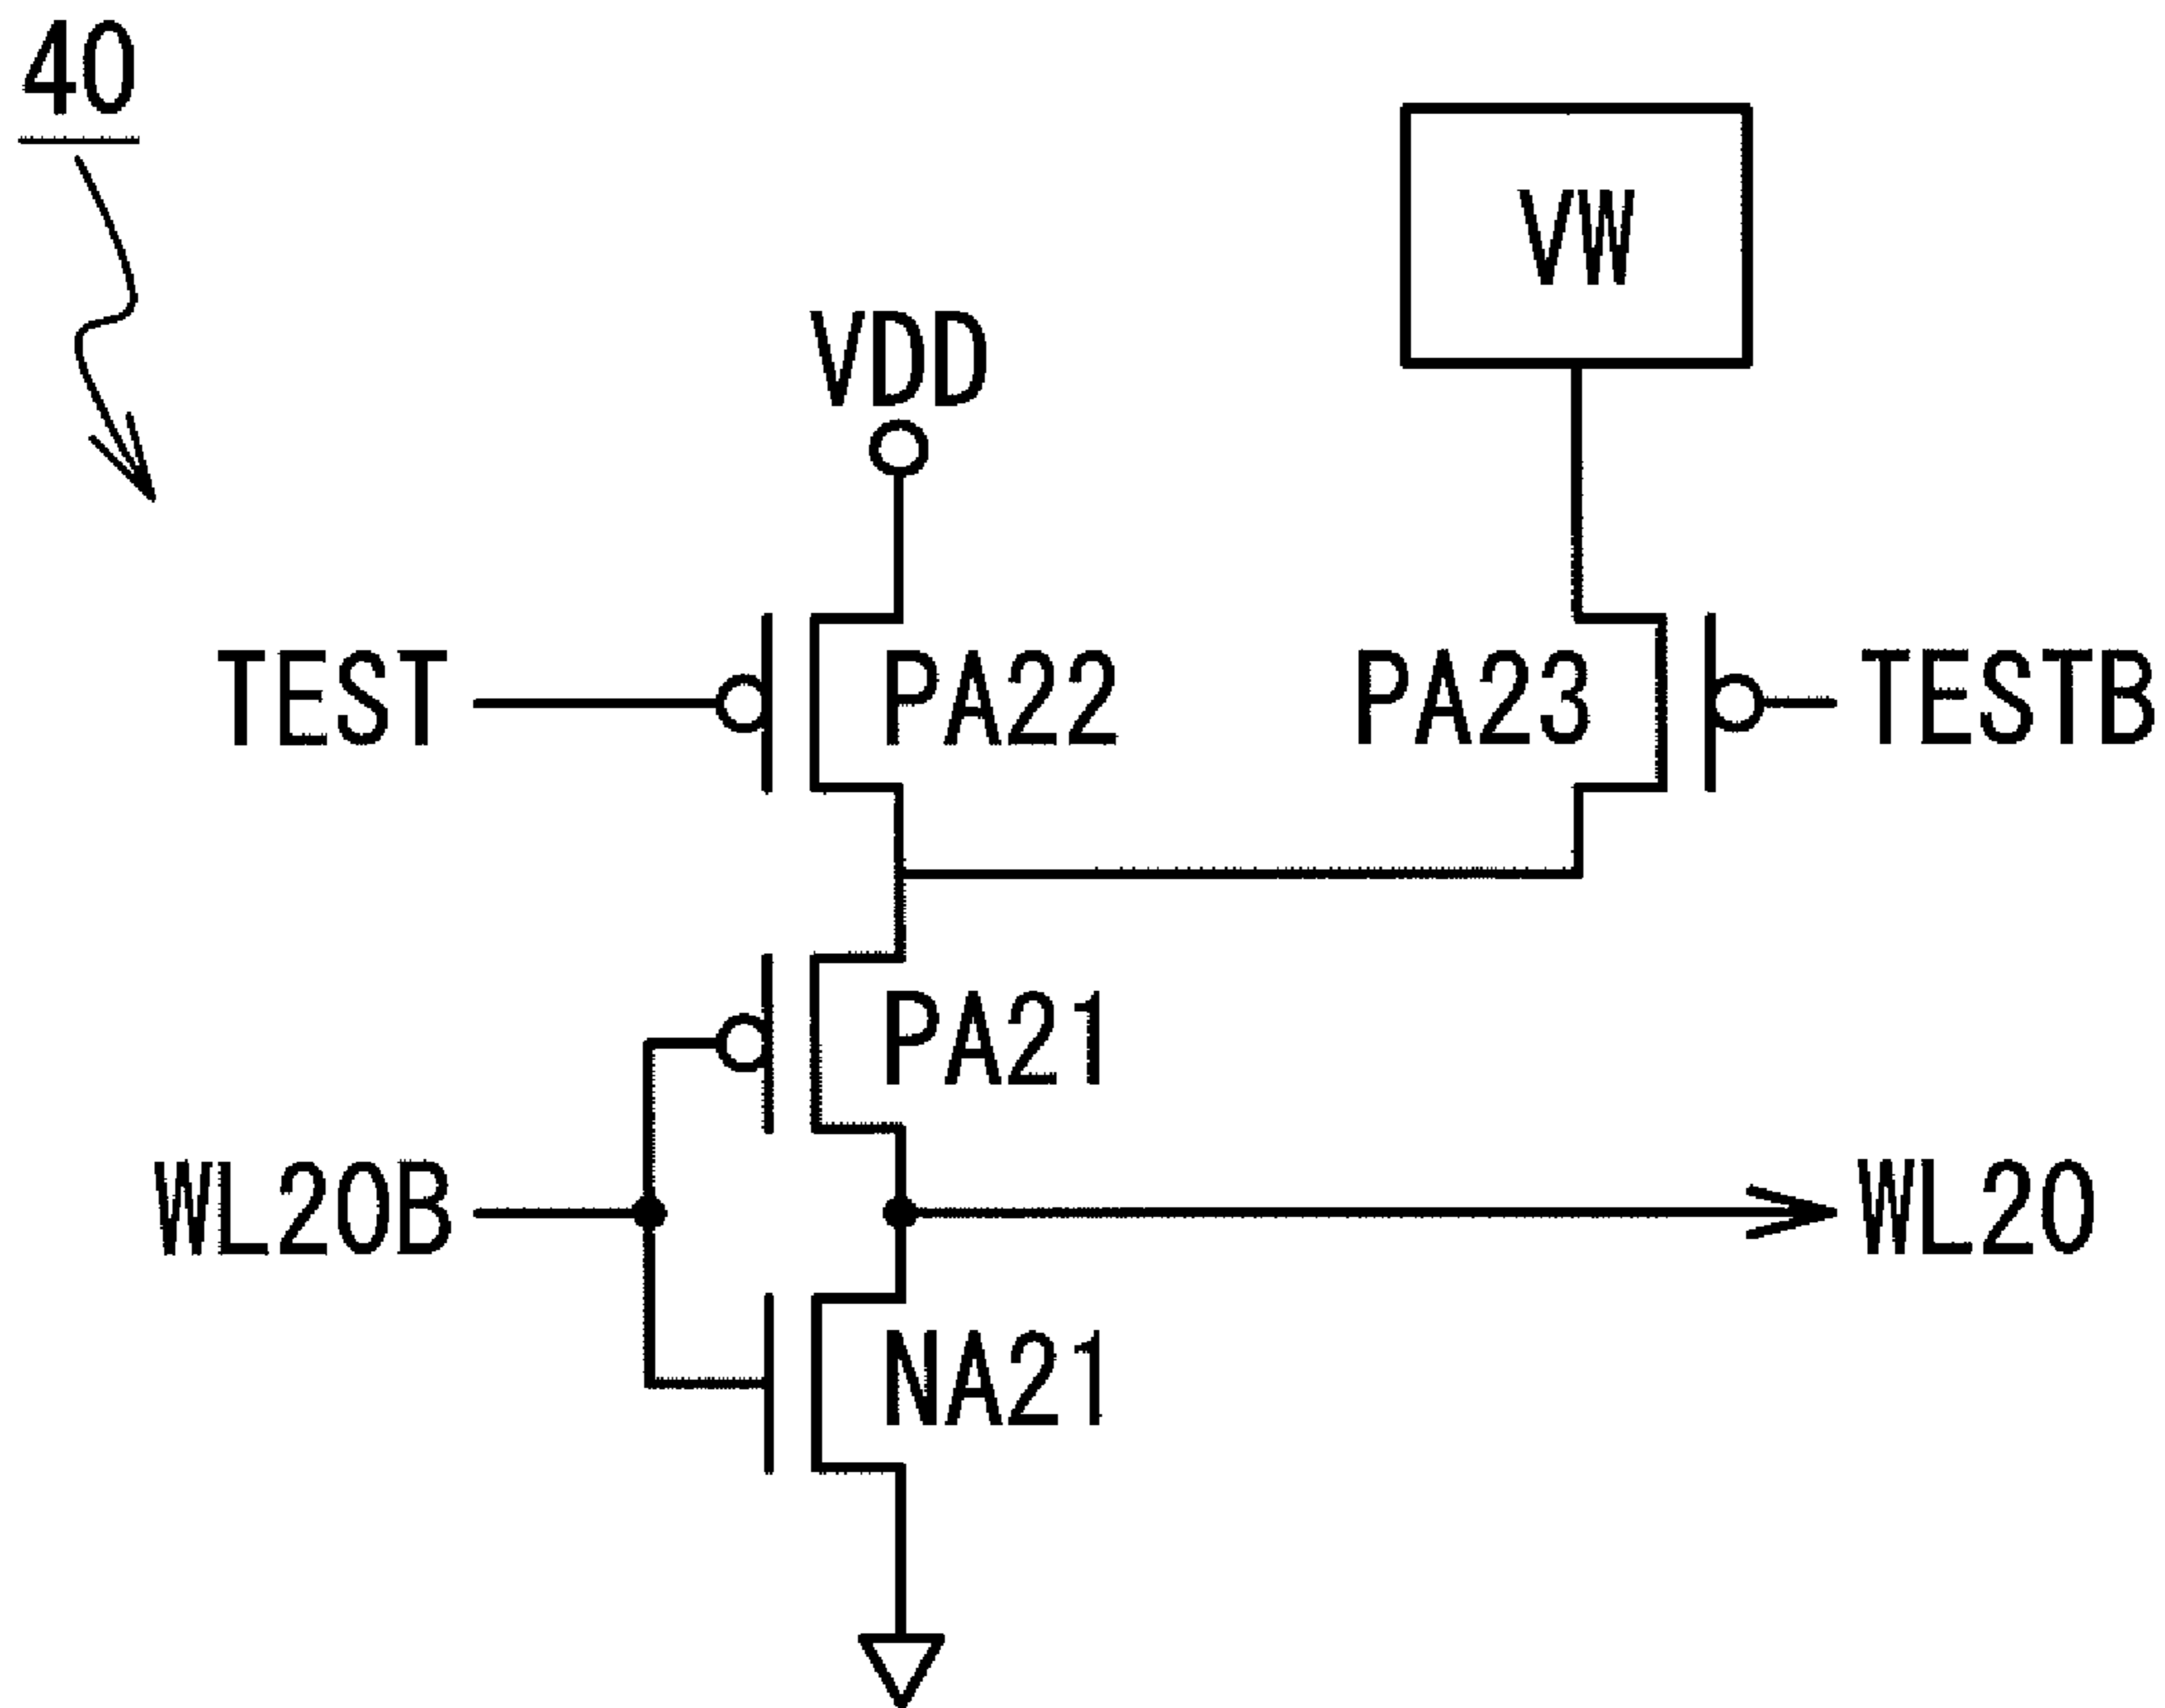 40
VW
VDD
TEST PA22 PA23 TESTB
PA21
WL20B WL20
NA21